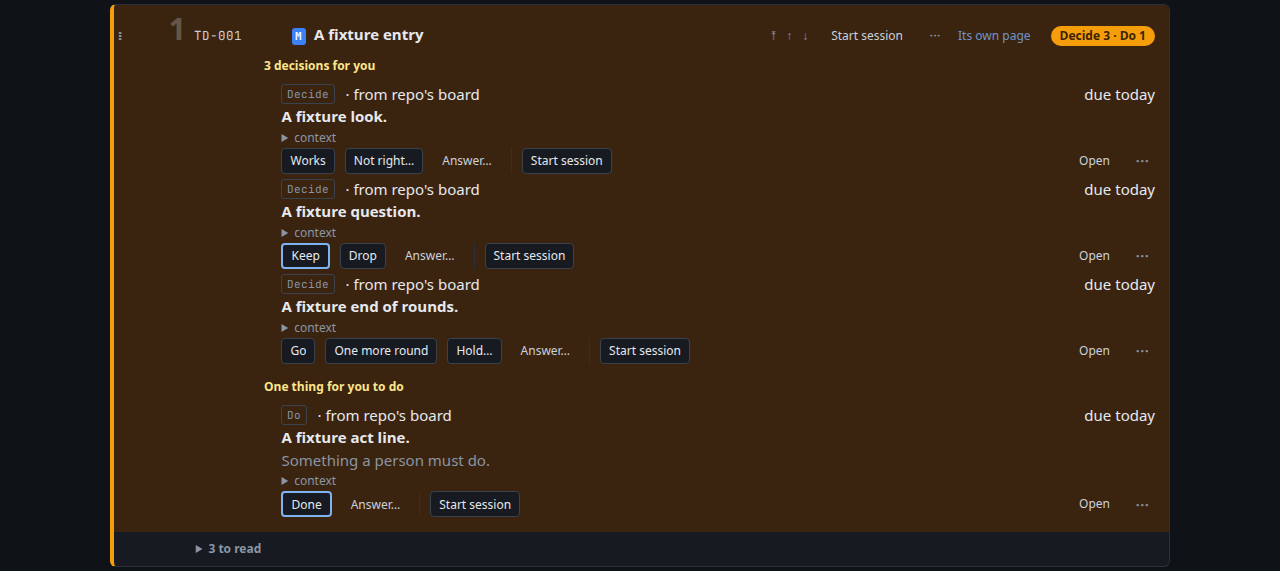 1 TD-001 M A fixture entry ↑ ↑ ↓ Start session ··· Its own page Decide 3 · Do 1
3 decisions for you
Decide · from repo's board due today
A fixture look.
▶ context
Works Not right... Answer... Start session Open ···
Decide · from repo's board due today
A fixture question.
▶ context
Keep Drop Answer... Start session Open ···
Decide · from repo's board due today
A fixture end of rounds.
▶ context
Go One more round Hold... Answer... Start session Open ···
One thing for you to do
Do · from repo's board due today
A fixture act line.
Something a person must do.
▶ context
Done Answer... Start session Open ···
▶ 3 to read